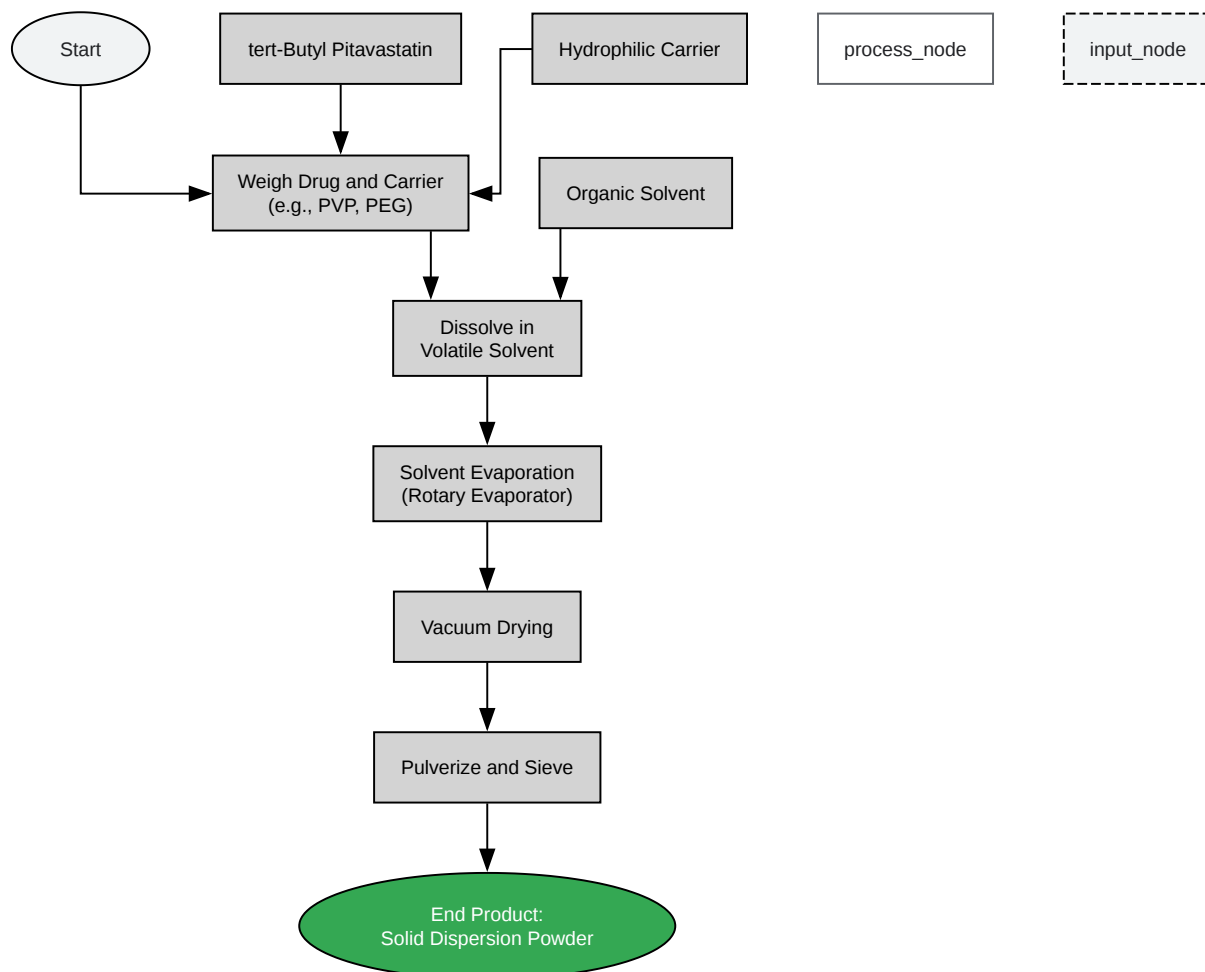 Start
tert-Butyl Pitavastatin
Hydrophilic Carrier
process_node
input_node
Weigh Drug and Carrier
(e.g., PVP, PEG)
Organic Solvent
Dissolve in
Volatile Solvent
Solvent Evaporation
(Rotary Evaporator)
Vacuum Drying
Pulverize and Sieve
End Product:
Solid Dispersion Powder